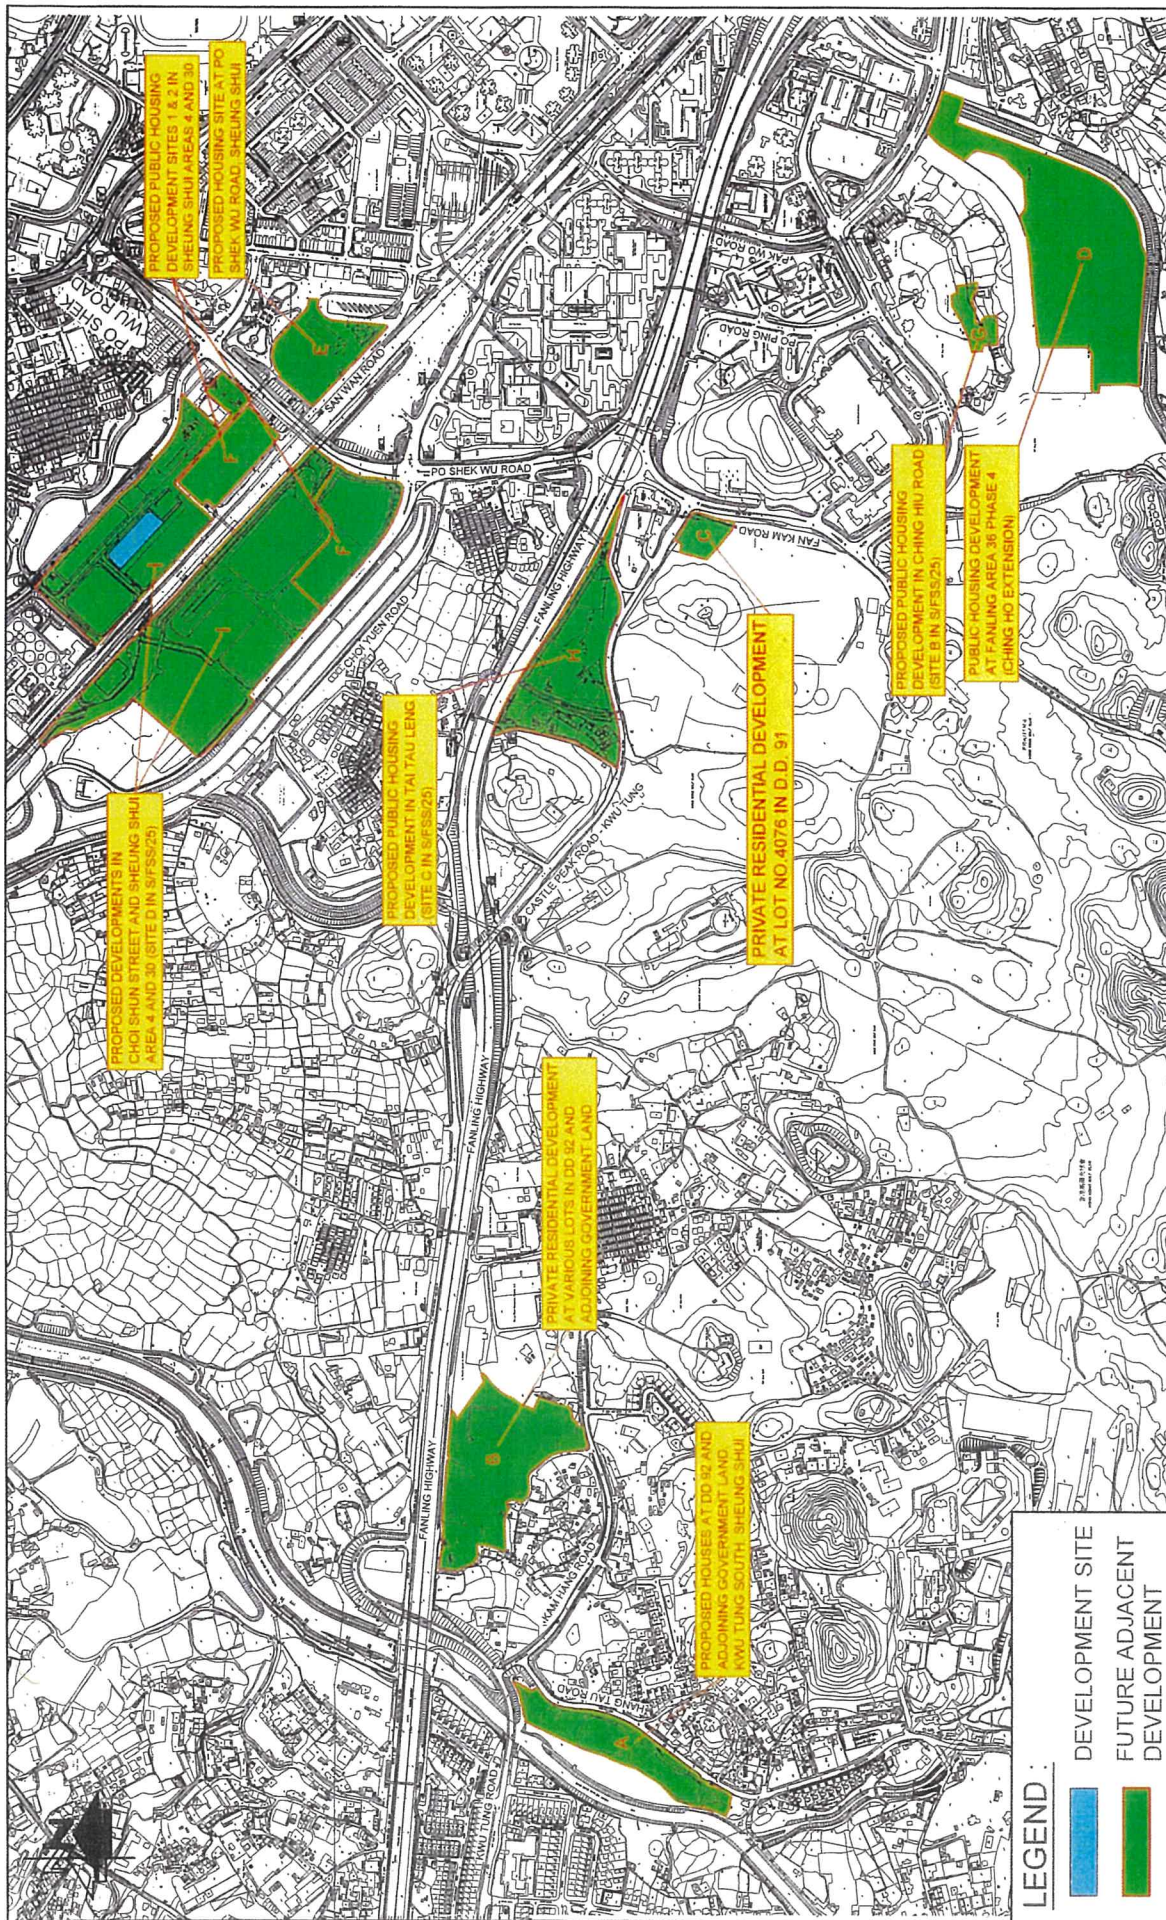 PROPOSED PUBLIC HOUSING
DEVELOPMENT SITES 1 & 2 IN
SHEUNG SHUI AREAS 4 AND 30
PROPOSED HOUSING SITE AT PO
SHEK WU ROAD, SHEUNG SHUI
PO SHEK
WU ROAD
SAN WAN ROAD
E
F
F
I
I
PO SHEK WU ROAD
CHOI YUEN ROAD
PROPOSED DEVELOPMENTS IN
CHOI SHUN STREET AND SHEUNG SHUI
AREA 4 AND 30 (SITE D IN S/FSS/25)
PROPOSED PUBLIC HOUSING
DEVELOPMENT IN TAI TAU LENG
(SITE C IN S/FSS/25)
FANLING HIGHWAY
H
C
FAN KAM ROAD
PO PING ROAD
PAK WO ROAD
G
D
PROPOSED PUBLIC HOUSING
DEVELOPMENT IN CHING HIU ROAD
(SITE B IN S/FSS/25)
PUBLIC HOUSING DEVELOPMENT
AT FANLING AREA 36 PHASE 4
(CHING HO EXTENSION)
PRIVATE RESIDENTIAL DEVELOPMENT
AT LOT NO.4076 IN D.D. 91
CASTLE PEAK ROAD - KWU TUNG
FANLING HIGHWAY
PRIVATE RESIDENTIAL DEVELOPMENT
AT VARIOUS LOTS IN DD 92 AND
ADJOINING GOVERNMENT LAND
B
FANLING HIGHWAY
KAM HANG ROAD
HANG TAU ROAD
KWU TUNG ROAD
A
PROPOSED HOUSES AT DD 92 AND
ADJOINING GOVERNMENT LAND,
KWU TUNG SOUTH, SHEUNG SHUI
N
LEGEND :
DEVELOPMENT SITE
FUTURE ADJACENT
DEVELOPMENT